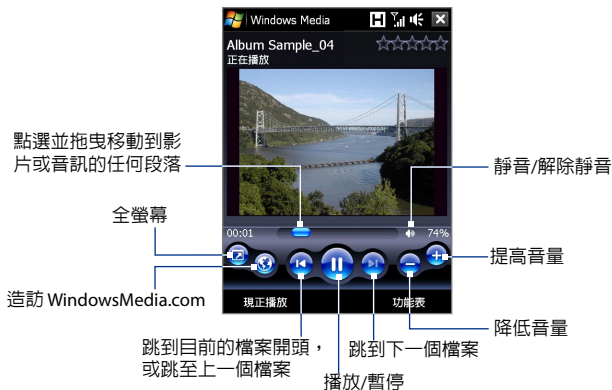 Windows Media
H
Album Sample_04
正在播放
點選並拖曳移動到影
片或音訊的任何段落
靜音/解除靜音
00:01
74%
全螢幕
提高音量
造訪 WindowsMedia.com
現正播放
功能表
降低音量
跳到目前的檔案開頭，
或跳至上一個檔案
跳到下一個檔案
播放/暫停